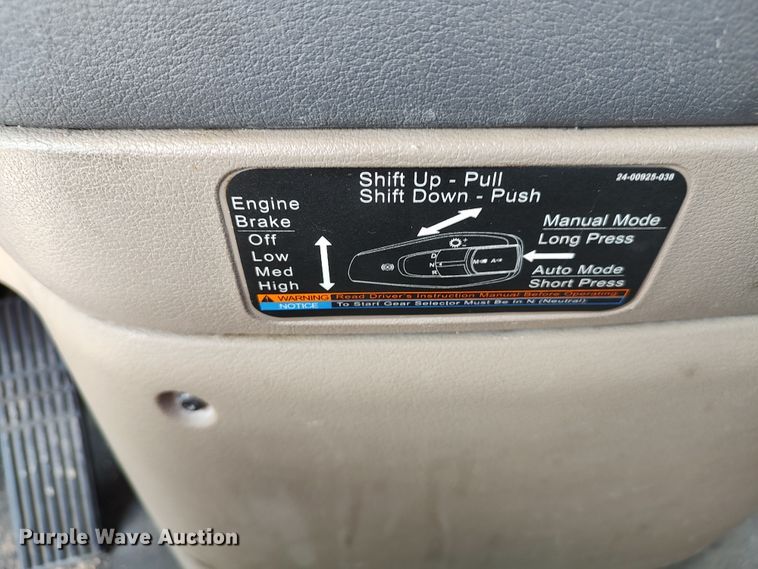 24-00925-038
Shift Up - Pull
Shift Down - Push
Engine
Brake
Off
Low
Med
High
D
N
R
M
A
+
Manual Mode
Long Press
Auto Mode
Short Press
WARNING Read Driver's Instruction Manual Before Operating.
NOTICE To Start Gear Selector Must Be In N (Neutral).
Purple Wave Auction